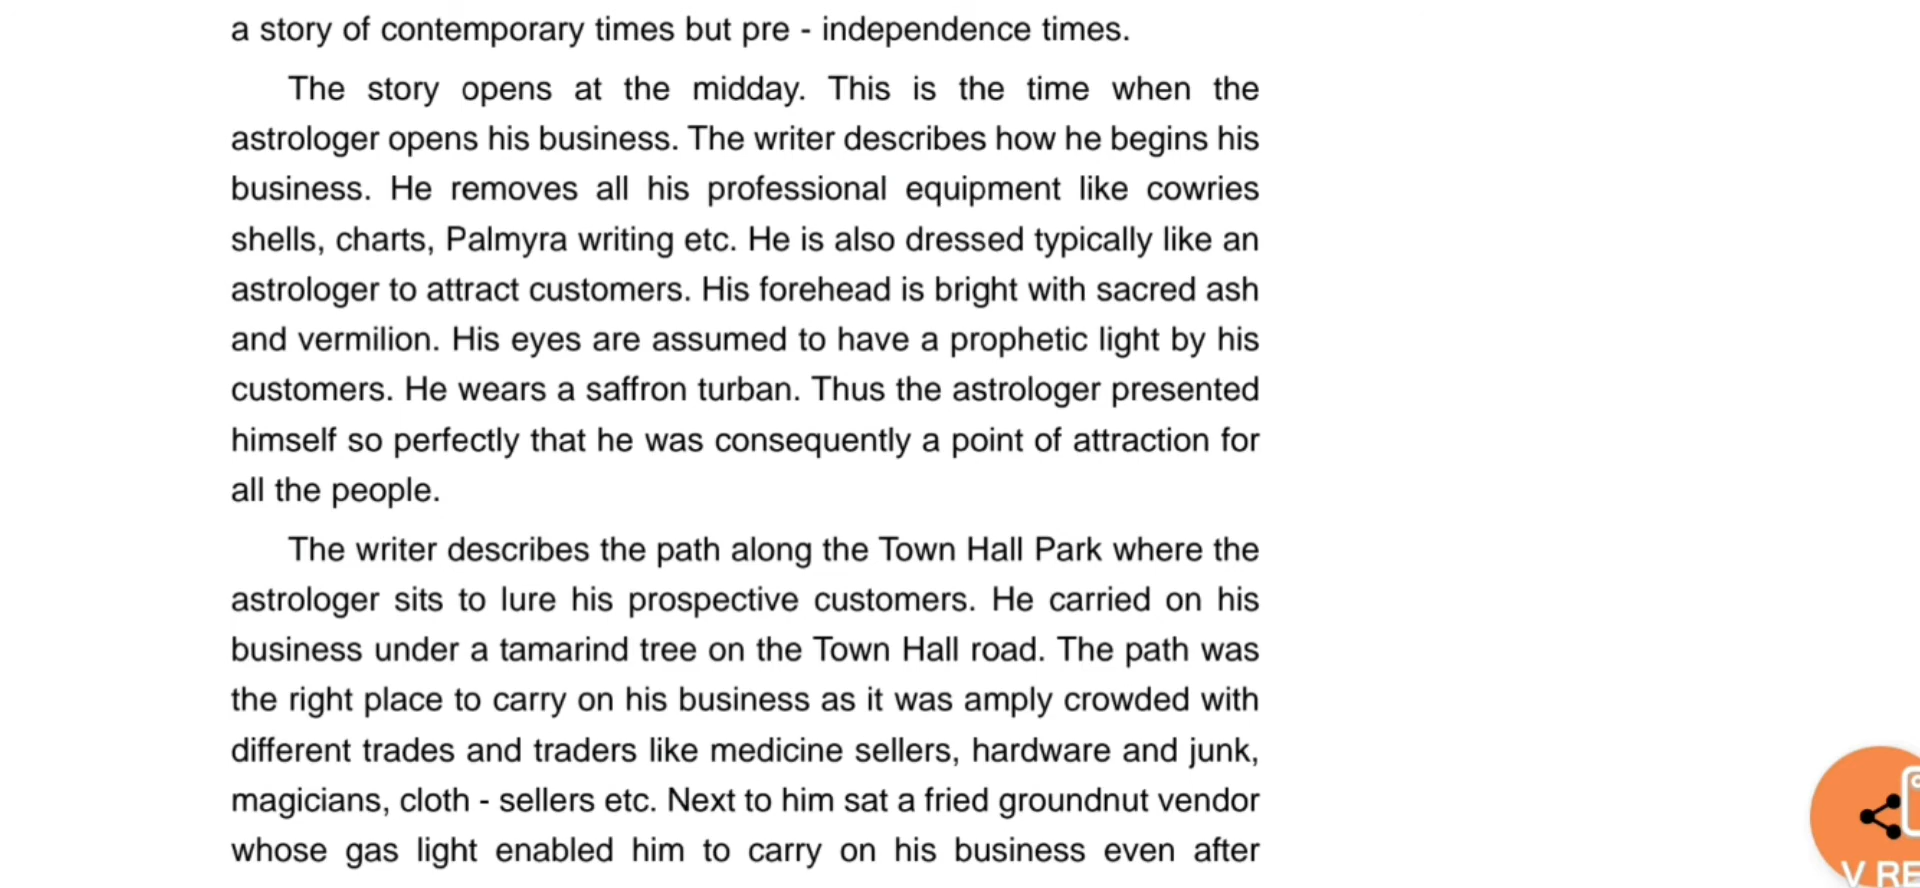 a story of contemporary times but pre - independence times.
The story opens at the midday. This is the time when the
astrologer opens his business. The writer describes how he begins his
business. He removes all his professional equipment like cowries
shells, charts, Palmyra writing etc. He is also dressed typically like an
astrologer to attract customers. His forehead is bright with sacred ash
and vermilion. His eyes are assumed to have a prophetic light by his
customers. He wears a saffron turban. Thus the astrologer presented
himself so perfectly that he was consequently a point of attraction for
all the people.
The writer describes the path along the Town Hall Park where the
astrologer sits to lure his prospective customers. He carried on his
business under a tamarind tree on the Town Hall road. The path was
the right place to carry on his business as it was amply crowded with
different trades and traders like medicine sellers, hardware and junk,
magicians, cloth - sellers etc. Next to him sat a fried groundnut vendor
whose gas light enabled him to carry on his business even after